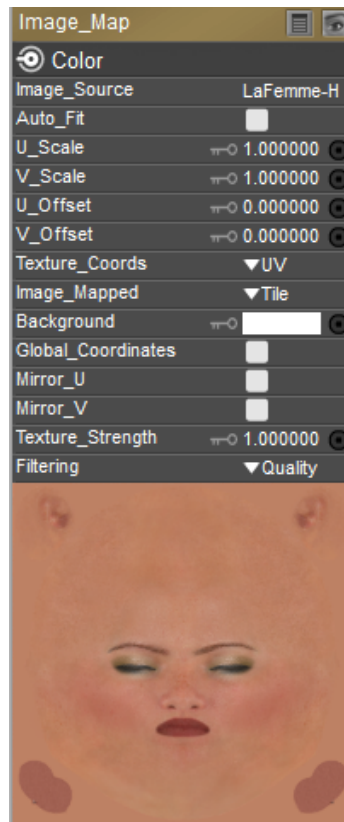 Image_Map
Color
Image_Source LaFemme-H
Auto_Fit
U_Scale 1.000000
V_Scale 1.000000
U_Offset 0.000000
V_Offset 0.000000
Texture_Coords ▼UV
Image_Mapped ▼Tile
Background
Global_Coordinates
Mirror_U
Mirror_V
Texture_Strength 1.000000
Filtering ▼Quality